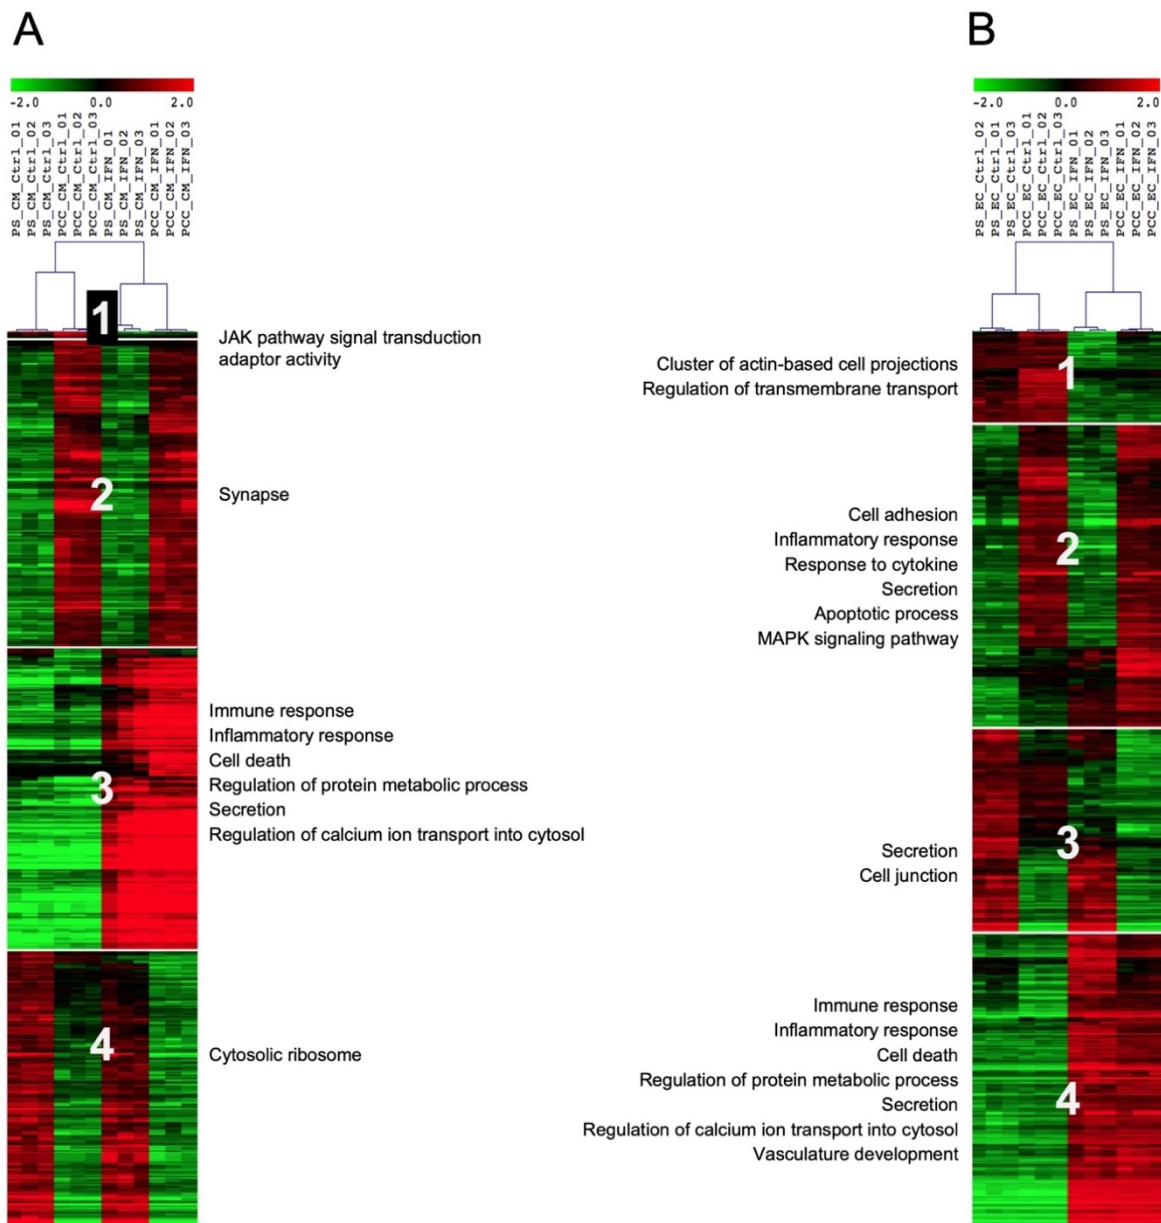 A
-2.0 0.0 2.0
PS_CM_Ctrl_01
PS_CM_Ctrl_02
PS_CM_Ctrl_03
PCC_CM_Ctrl_01
PCC_CM_Ctrl_02
PCC_CM_Ctrl_03
PS_CM_IFN_01
PS_CM_IFN_02
PS_CM_IFN_03
PCC_CM_IFN_01
PCC_CM_IFN_02
PCC_CM_IFN_03
1
JAK pathway signal transduction
adaptor activity
2
Synapse
3
Immune response
Inflammatory response
Cell death
Regulation of protein metabolic process
Secretion
Regulation of calcium ion transport into cytosol
4
Cytosolic ribosome
B
-2.0 0.0 2.0
PS_EC_Ctrl_02
PS_EC_Ctrl_01
PS_EC_Ctrl_03
PCC_EC_Ctrl_01
PCC_EC_Ctrl_02
PCC_EC_Ctrl_03
PS_EC_IFN_01
PS_EC_IFN_02
PS_EC_IFN_03
PCC_EC_IFN_01
PCC_EC_IFN_02
PCC_EC_IFN_03
Cluster of actin-based cell projections
Regulation of transmembrane transport
1
Cell adhesion
Inflammatory response
Response to cytokine
Secretion
Apoptotic process
MAPK signaling pathway
2
Secretion
Cell junction
3
Immune response
Inflammatory response
Cell death
Regulation of protein metabolic process
Secretion
Regulation of calcium ion transport into cytosol
Vasculature development
4